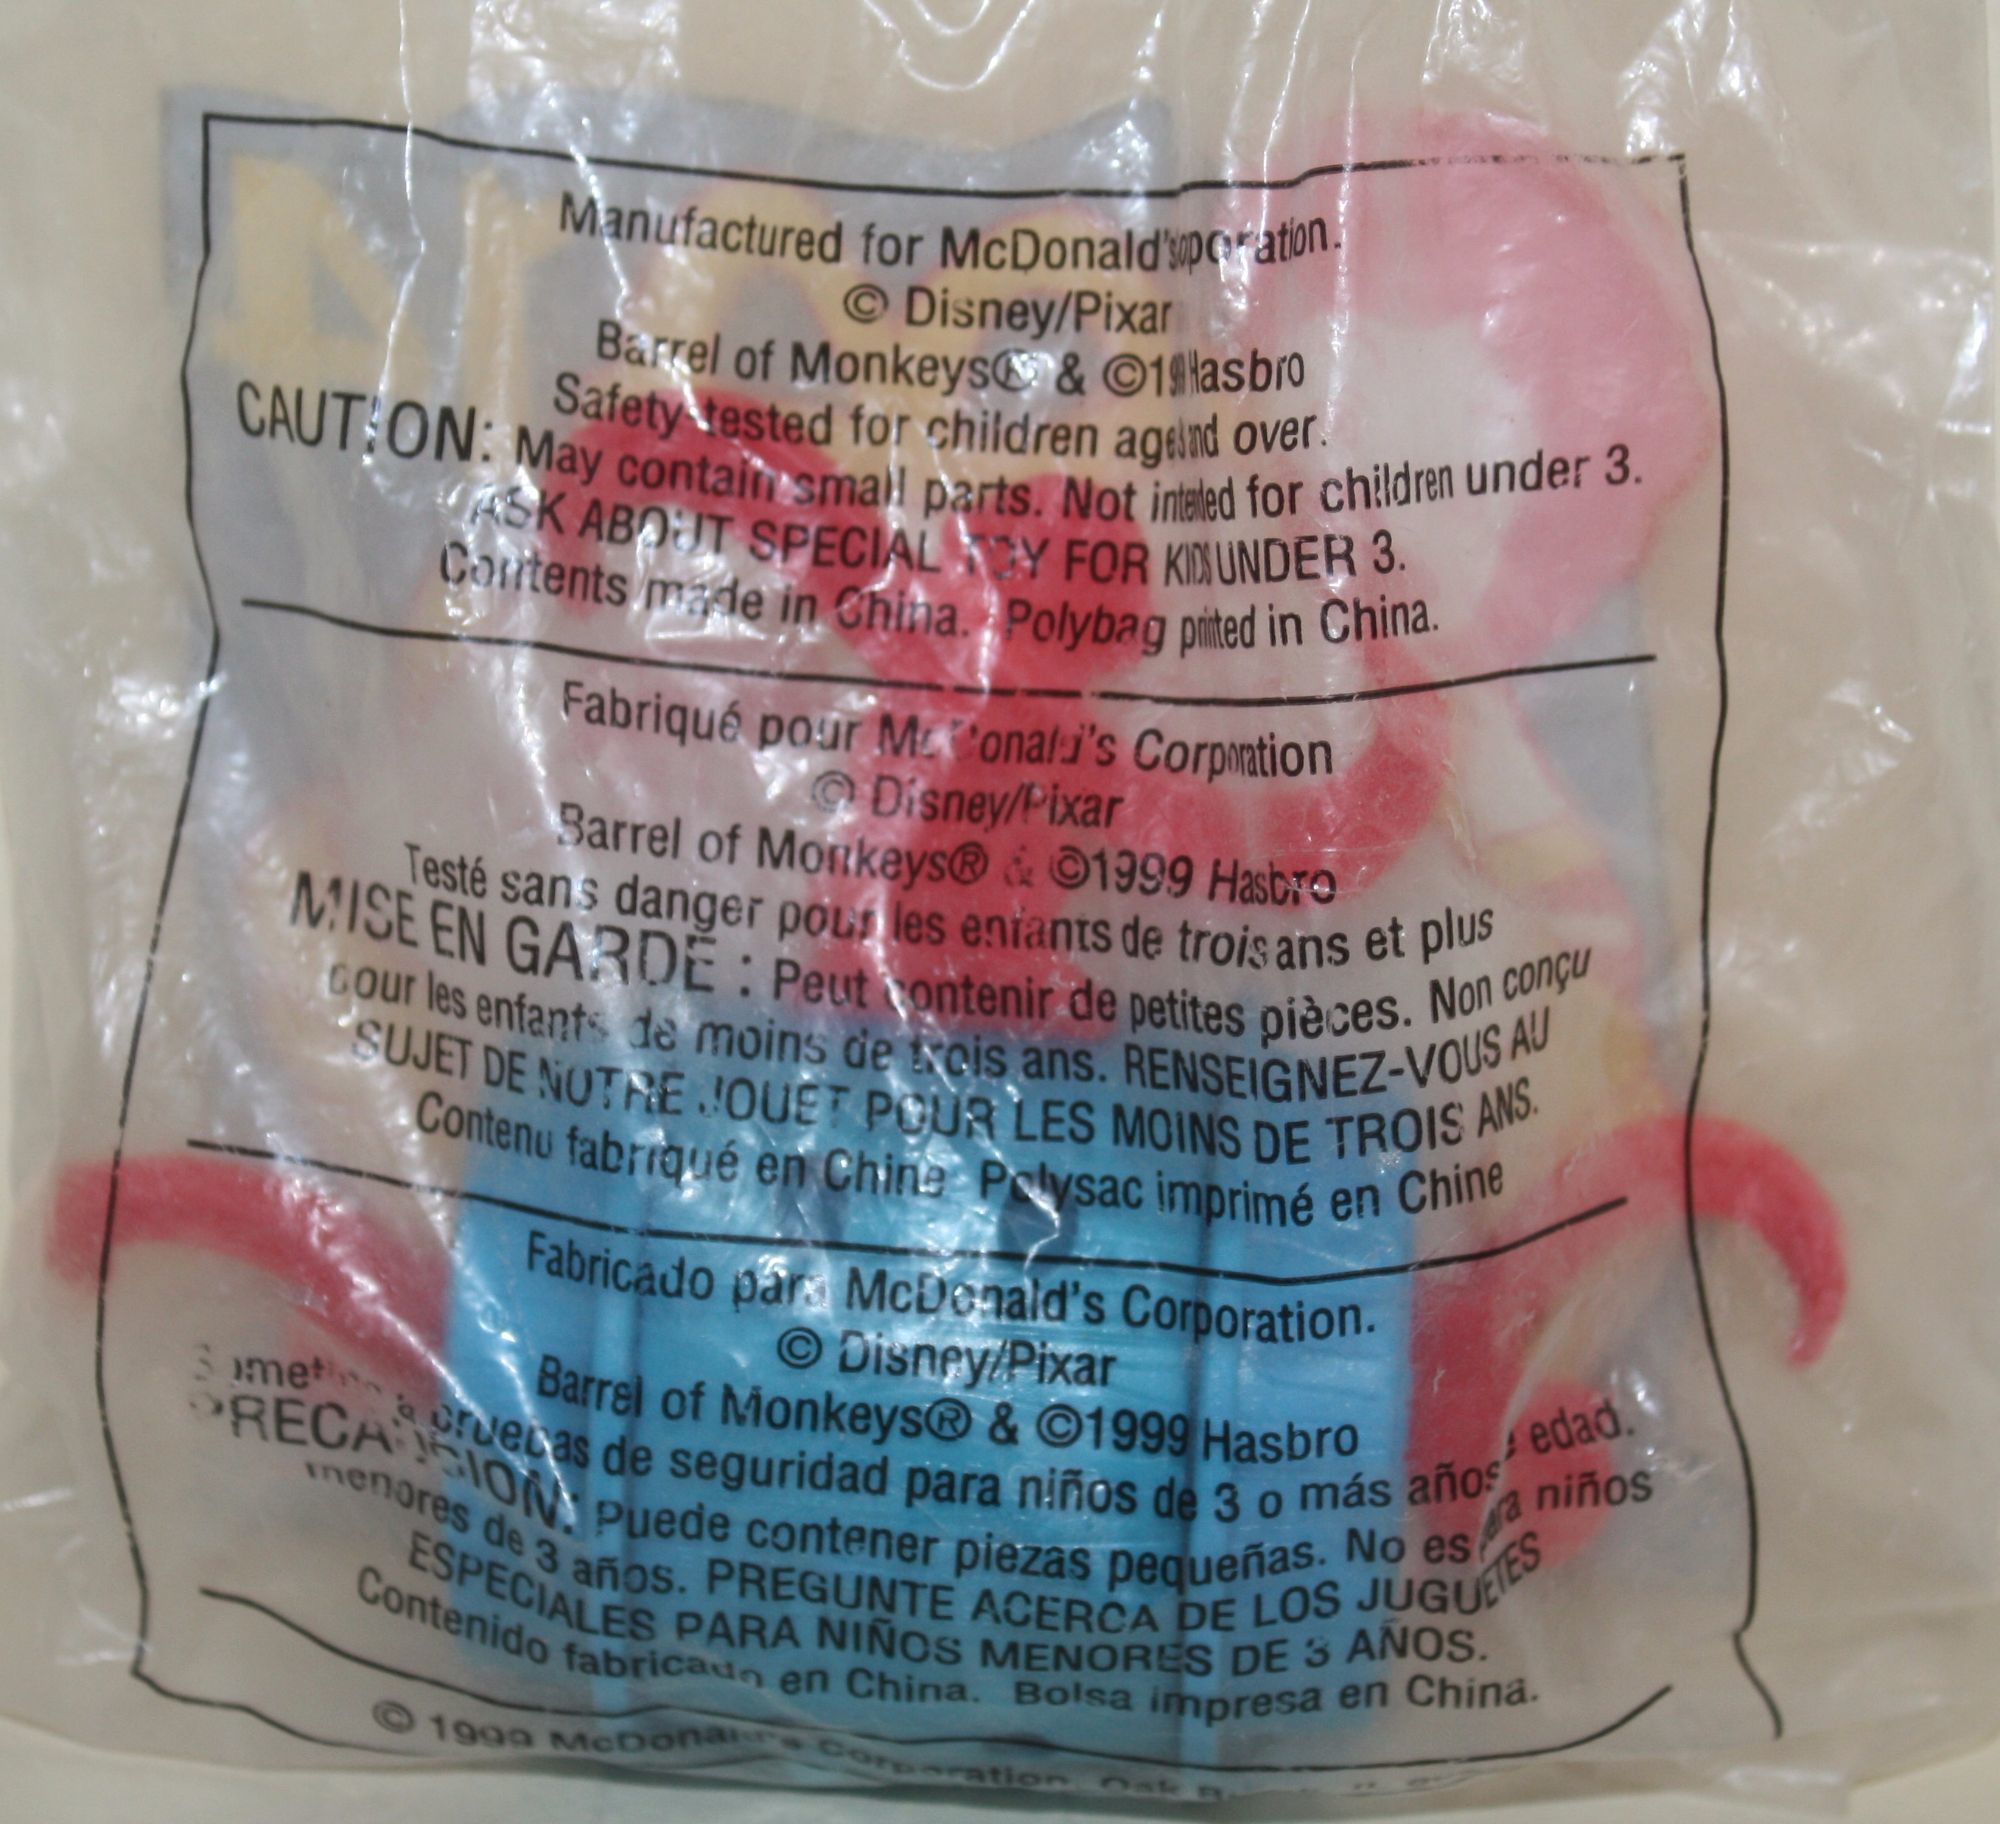 Manufactured for McDonald's
© Disney/Pixar
Barrel of Monkeys® & © Hasbro
Safety-tested for children over.
CAUTION: May contain small parts. Not intended for children under 3.
ASK ABOUT SPECIAL TOY FOR KIDS UNDER 3.
Contents made in China. Polybag printed in China.
Fabriqué pour McDonald's Corporation
© Disney/Pixar
Barrel of Monkeys® & ©1999 Hasbro
Testé sans danger pour les enfants de trois ans et plus
MISE EN GARDE : Peut contenir de petites pièces. Non conçu
pour les enfants de moins de trois ans. RENSEIGNEZ-VOUS AU
SUJET DE NOTRE JOUET POUR LES MOINS DE TROIS ANS.
Contenu fabriqué en Chine Polysac imprimé en Chine
Fabricado para McDonald's Corporation.
© Disney/Pixar
Barrel of Monkeys® & ©1999 Hasbro
a pruebas de seguridad para niños de 3 o más años edad.
PRECAUCION: Puede contener piezas pequeñas. No es para niños
menores de 3 años. PREGUNTE ACERCA DE LOS JUGUETES
ESPECIALES PARA NIÑOS MENORES DE 3 AÑOS.
Contenido fabricado en China. Bolsa impresa en China.
© 1999 McDonald's Corporation Oak